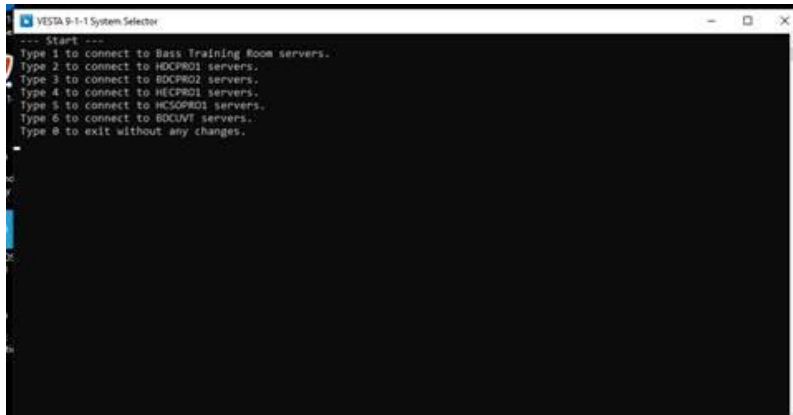 VESTA 9-1-1 System Selector
--- Start ---
Type 1 to connect to Bass Training Room servers.
Type 2 to connect to HDCPRO1 servers.
Type 3 to connect to BDCPRO2 servers.
Type 4 to connect to HECPRO1 servers.
Type 5 to connect to HCSOPRO1 servers.
Type 6 to connect to BDCUVT servers.
Type 0 to exit without any changes.